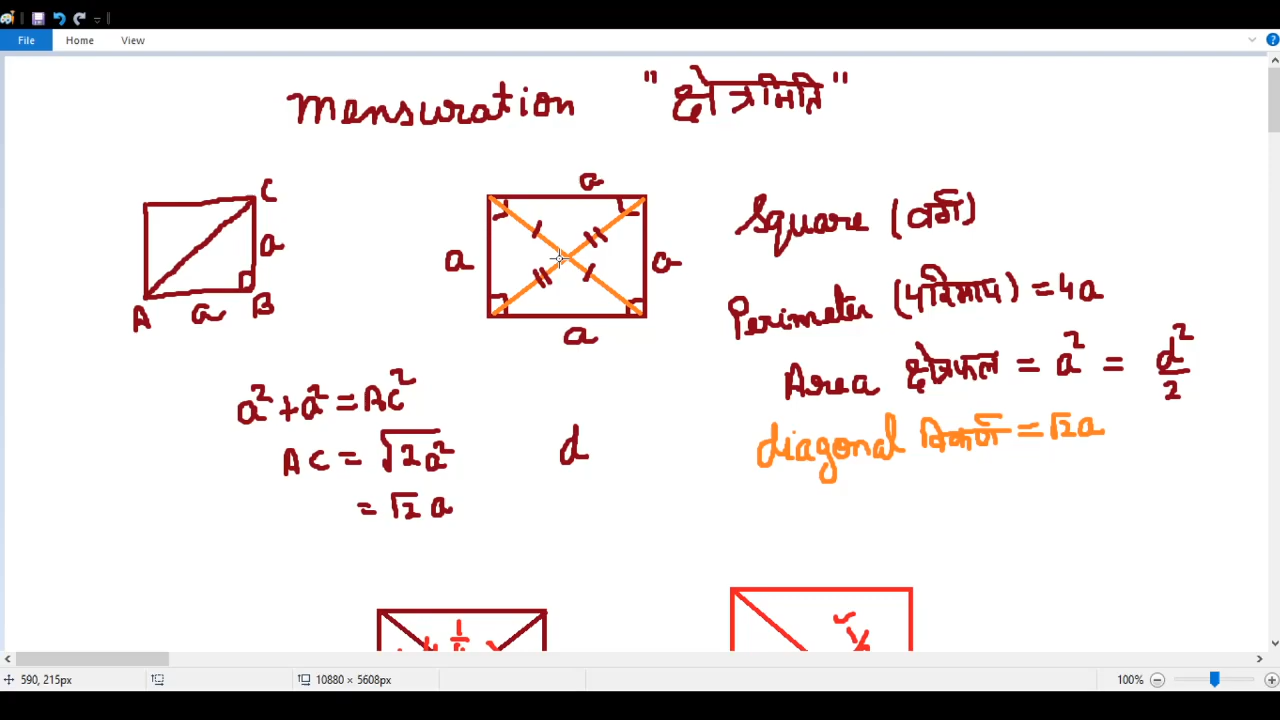 File Home View
Mensuration "क्षेत्रमिति"
C
a
A a B
a
a a
a
Square (वर्ग)
Perimeter (परिमाप) = 4a
Area क्षेत्रफल = a² = d²/2
diagonal विकर्ण = √2a
a² + a² = AC²
AC = √2a²
= √2 a
d
590, 215px
10880 × 5608px
100%